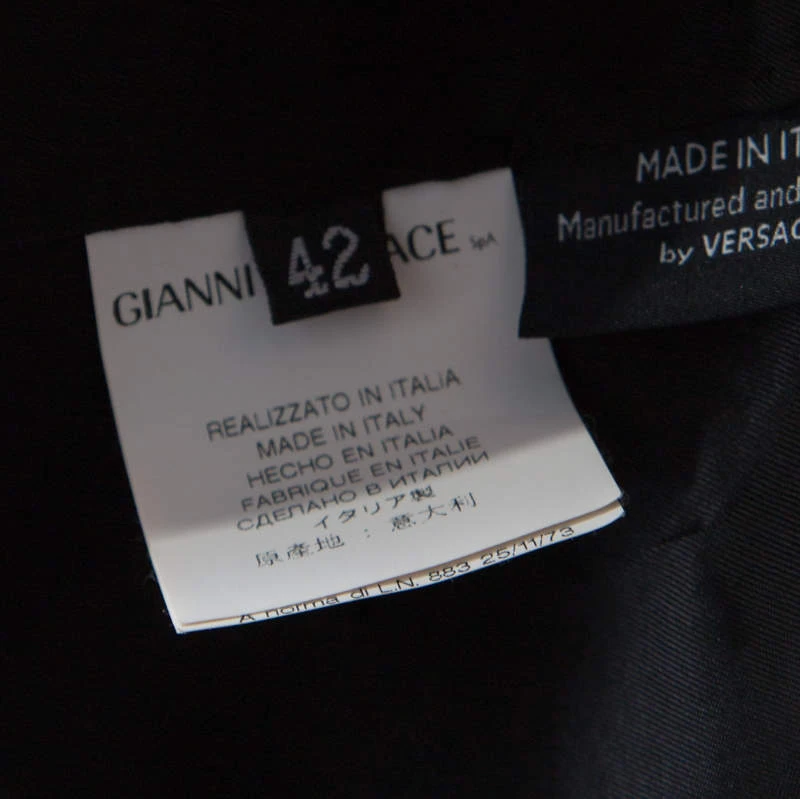 GIANNI
42
ACE SpA
REALIZZATO IN ITALIA
MADE IN ITALY
HECHO EN ITALIA
FABRIQUE EN ITALIE
СДЕЛАНО В ИТАЛИИ
イタリア製
原產地 : 意大利
A norma di L.N. 883 25/11/73
MADE IN IT
Manufactured and
by VERSAC